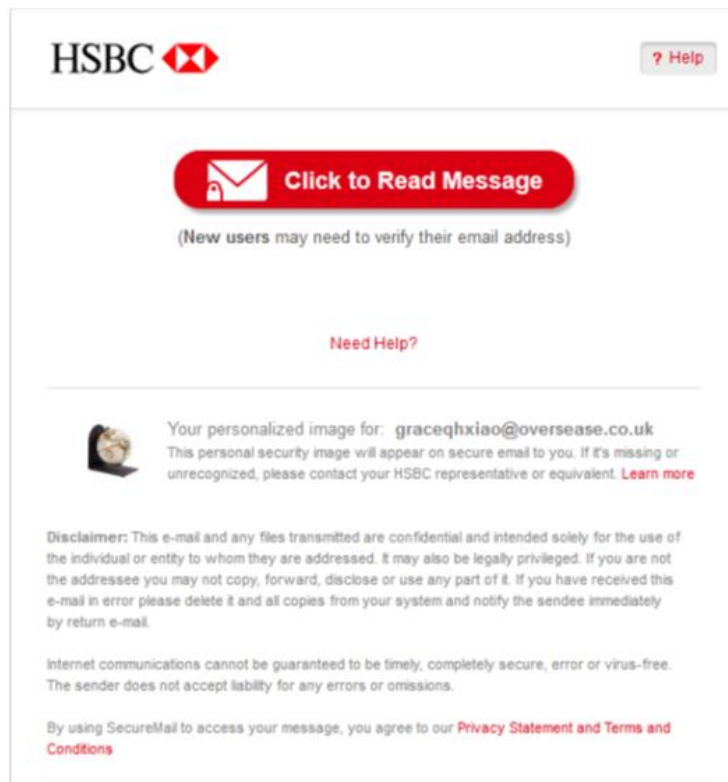 HSBC
? Help
Click to Read Message
(New users may need to verify their email address)
Need Help?
Your personalized image for: graceqhxiao@oversease.co.uk
This personal security image will appear on secure email to you. If it's missing or
unrecognized, please contact your HSBC representative or equivalent. Learn more
Disclaimer: This e-mail and any files transmitted are confidential and intended solely for the use of
the individual or entity to whom they are addressed. It may also be legally privileged. If you are not
the addressee you may not copy, forward, disclose or use any part of it. If you have received this
e-mail in error please delete it and all copies from your system and notify the sendee immediately
by return e-mail.
Internet communications cannot be guaranteed to be timely, completely secure, error or virus-free.
The sender does not accept liability for any errors or omissions.
By using SecureMail to access your message, you agree to our Privacy Statement and Terms and
Conditions